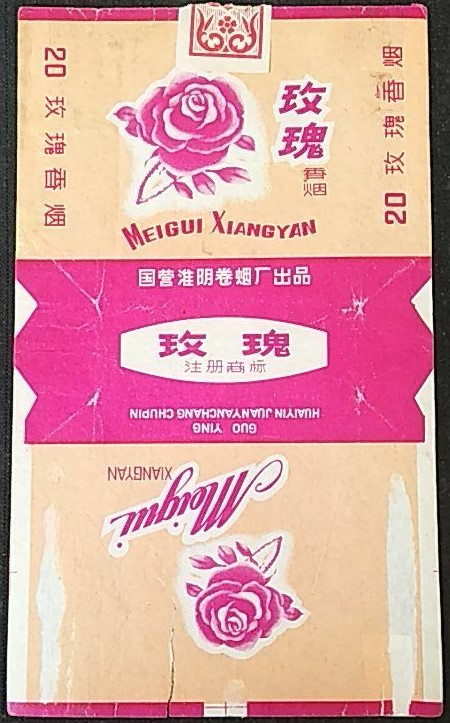 20 玫瑰香烟
玫瑰
香烟
20 玫瑰香烟
MEIGUI XIANGYAN
国营淮阴卷烟厂出品
玫瑰
注册商标
GUO YING
HUAIYIN JUANYANCHANG CHUPIN
Meigui
XIANGYAN